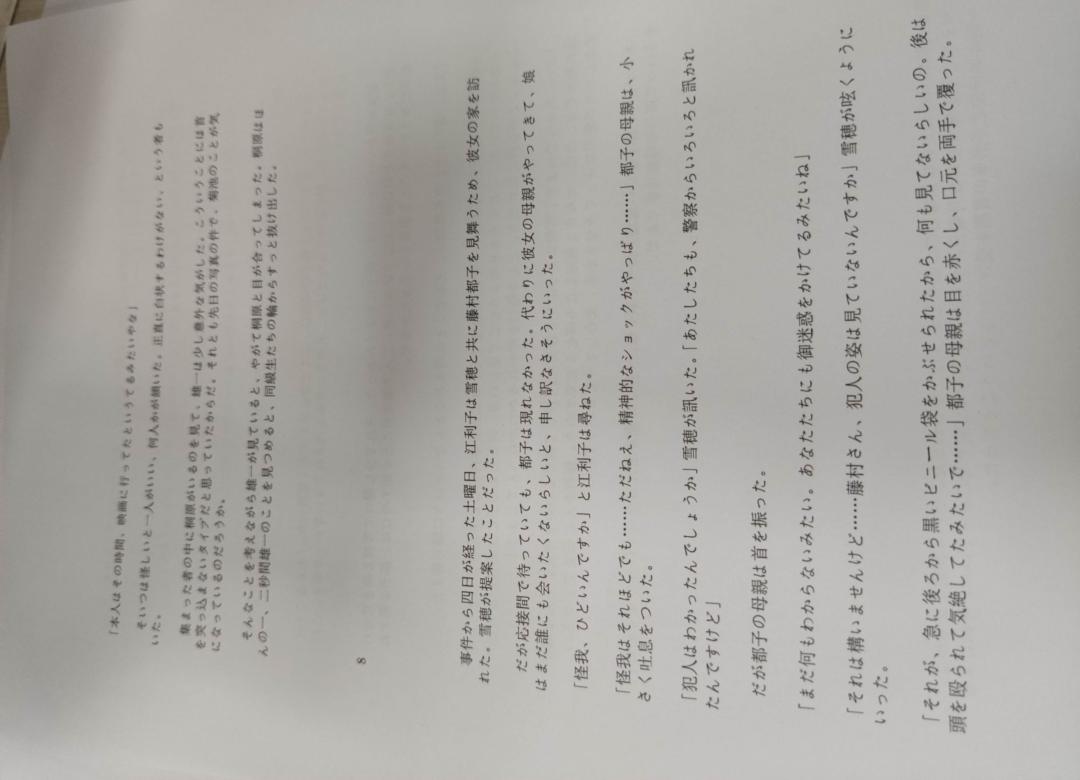 「本人はその時間、映画に行ってたというてるみたいやな」
そいつは怪しいと一人がいい、何人かが頷いた。正直に白状するわけがない、という者も
いた。
集まった者の中に桐原がいるのを見て、雄一は少し意外な気がした。こういうことには首
を突っ込まないタイプだと思っていたからだ。それとも先日の写真の件で、菊池のことが気
になっているのだろうか。
そんなことを考えながら雄一が見ていると、やがて桐原と目が合ってしまった。桐原はほ
んの一、二秒間雄一のことを見つめると、同級生たちの輪からすっと抜け出した。
8
事件から四日が経った土曜日、江利子は雪穂と共に藤村都子を見舞うため、彼女の家を訪
れた。雪穂が提案したことだった。
だが応接間で待っていても、都子は現れなかった。代わりに彼女の母親がやってきて、娘
はまだ誰にも会いたくないらしいと、申し訳なさそうにいった。
「怪我、ひどいんですか」と江利子は尋ねた。
「怪我はそれほどでも……ただねえ、精神的なショックがやっぱり……」都子の母親は、小
さく吐息をついた。
「犯人はわかったんでしょうか」雪穂が訊いた。「あたしたちも、警察からいろいろと訊かれ
たんですけど」
だが都子の母親は首を振った。
「まだ何もわからないみたい。あなたたちにも御迷惑をかけてるみたいね」
「それは構いませんけど……藤村さん、犯人の姿は見ていないんですか」雪穂が呟くように
いった。
「それが、急に後ろから黒いビニール袋をかぶせられたから、何も見てないらしいの。後は
頭を殴られて気絶してたみたいで……」都子の母親は目を赤くし、口元を両手で覆った。